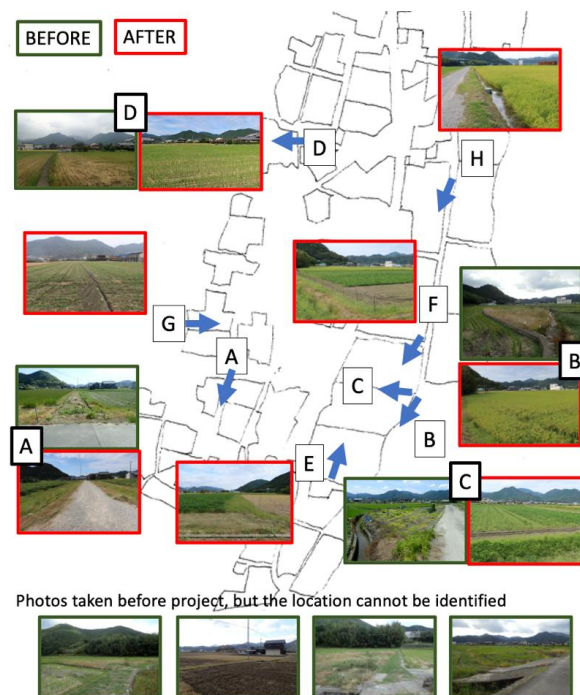 BEFORE AFTER
D
D
H
G
F
A
C
B
B
A
E
C
Photos taken before project, but the location cannot be identified